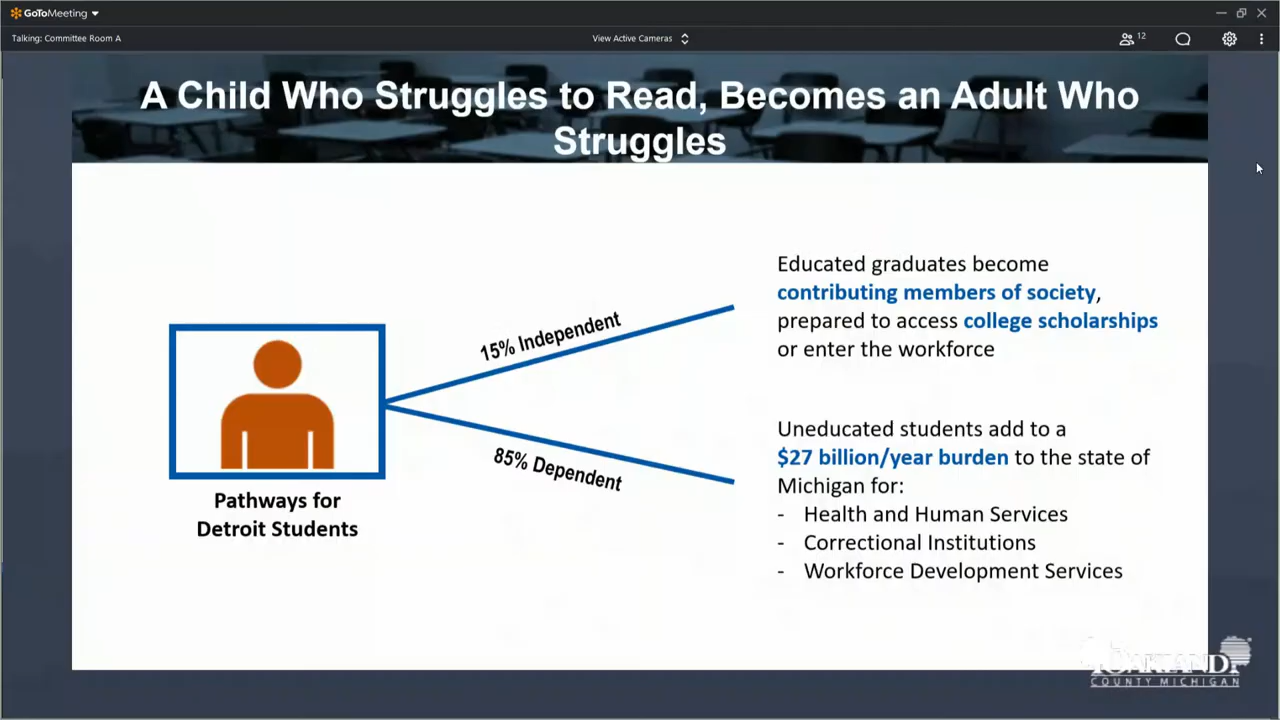 GoToMeeting
Talking: Committee Room A
View Active Cameras
12
A Child Who Struggles to Read, Becomes an Adult Who
Struggles
Educated graduates become
contributing members of society,
prepared to access college scholarships
or enter the workforce
15% Independent
85% Dependent
Pathways for
Detroit Students
Uneducated students add to a
$27 billion/year burden to the state of
Michigan for:
- Health and Human Services
- Correctional Institutions
- Workforce Development Services
OAKLAND
COUNTY MICHIGAN